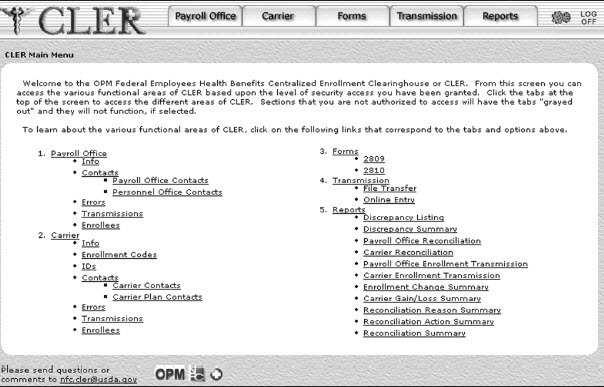 CLER
Payroll Office
Carrier
Forms
Transmission
Reports
LOG
OFF
CLER Main Menu
Welcome to the OPM Federal Employees Health Benefits Centralized Enrollment Clearinghouse or CLER. From this screen you can
access the various functional areas of CLER based upon the level of security access you have been granted. Click the tabs at the
top of the screen to access the different areas of CLER. Sections that you are not authorized to access will have the tabs "grayed
out" and they will not function, if selected.
To learn about the various functional areas of CLER, click on the following links that correspond to the tabs and options above.
1. Payroll Office
Info
Contacts
Payroll Office Contacts
Personnel Office Contacts
Errors
Transmissions
Enrollees
2. Carrier
Info
Enrollment Codes
IDs
Contacts
Carrier Contacts
Carrier Plan Contacts
Errors
Transmissions
Enrollees
3. Forms
2809
2810
4. Transmission
File Transfer
Online Entry
5. Reports
Discrepancy Listing
Discrepancy Summary
Payroll Office Reconciliation
Carrier Reconciliation
Payroll Office Enrollment Transmission
Carrier Enrollment Transmission
Enrollment Change Summary
Carrier Gain/Loss Summary
Reconciliation Reason Summary
Reconciliation Action Summary
Reconciliation Summary
Please send questions or
comments to nfc.cler@usda.gov
OPM